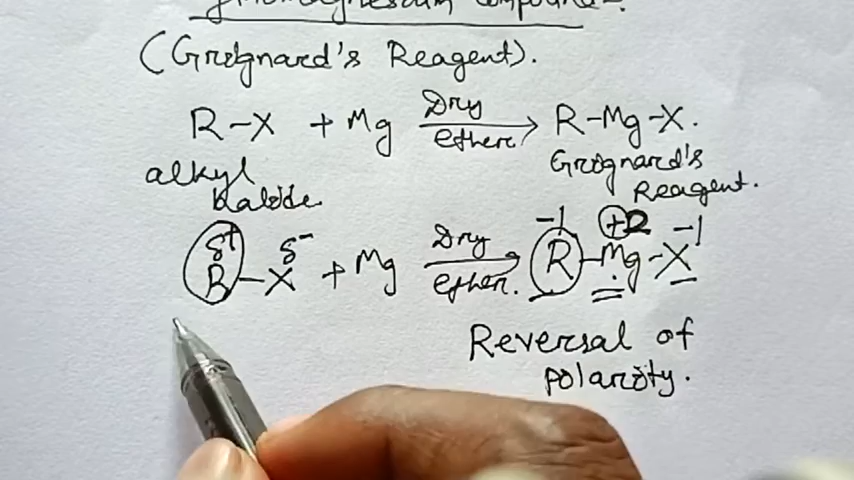 compound :
(Grignard's Reagent).
R-X + Mg Dry ether. → R-Mg-X.
alkyl halide. Grignard's Reagent.
δ+ δ- -1 +2 -1
R-X + Mg Dry ether. → R-Mg-X
Reversal of
polarity.